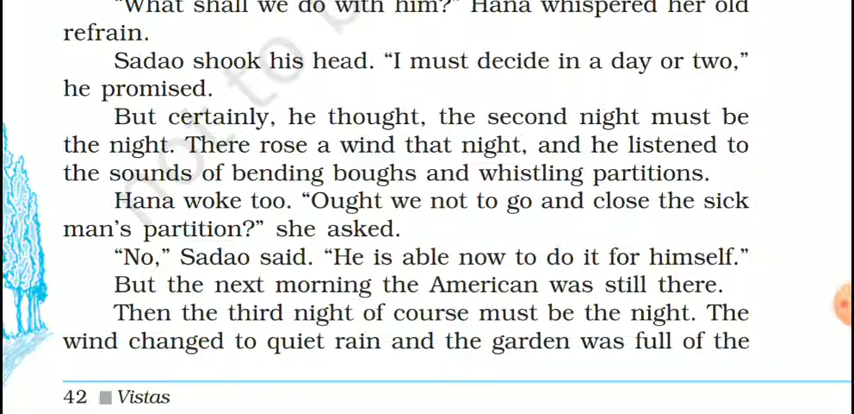 "What shall we do with him?" Hana whispered her old
refrain.
Sadao shook his head. “I must decide in a day or two,”
he promised.
But certainly, he thought, the second night must be
the night. There rose a wind that night, and he listened to
the sounds of bending boughs and whistling partitions.
Hana woke too. “Ought we not to go and close the sick
man’s partition?” she asked.
“No,” Sadao said. “He is able now to do it for himself.”
But the next morning the American was still there.
Then the third night of course must be the night. The
wind changed to quiet rain and the garden was full of the
42 ■ Vistas
not to b